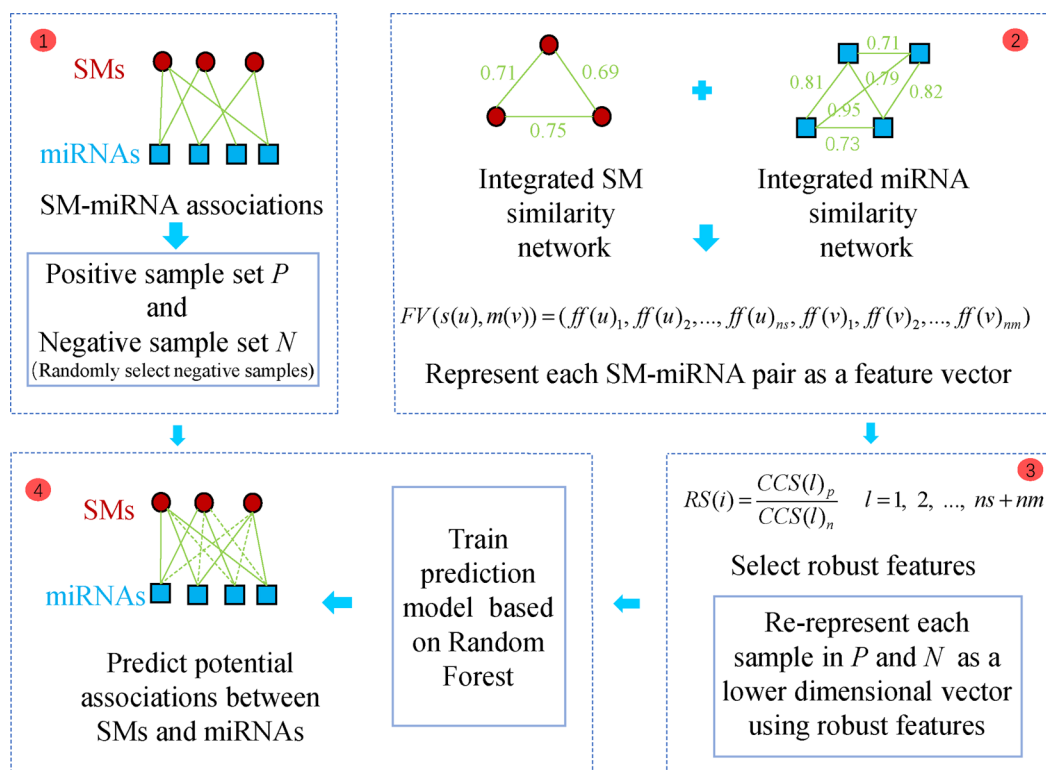 1
SMs
miRNAs
SM-miRNA associations
Positive sample set P
and
Negative sample set N
(Randomly select negative samples)
2
0.71
0.69
0.75
Integrated SM
similarity
network
0.71
0.81
0.79
0.95
0.82
0.73
Integrated miRNA
similarity
network
FV(s(u), m(v)) = ( ff(u)₁, ff(u)₂,..., ff(u)ₙₛ, ff(v)₁, ff(v)₂,..., ff(v)ₙₘ)
Represent each SM-miRNA pair as a feature vector
3
RS(i) = CCS(l)ₚ / CCS(l)ₙ l = 1, 2, ..., ns + nm
Select robust features
Re-represent each
sample in P and N as a
lower dimensional vector
using robust features
4
SMs
miRNAs
Predict potential
associations between
SMs and miRNAs
Train
prediction
model based
on Random
Forest